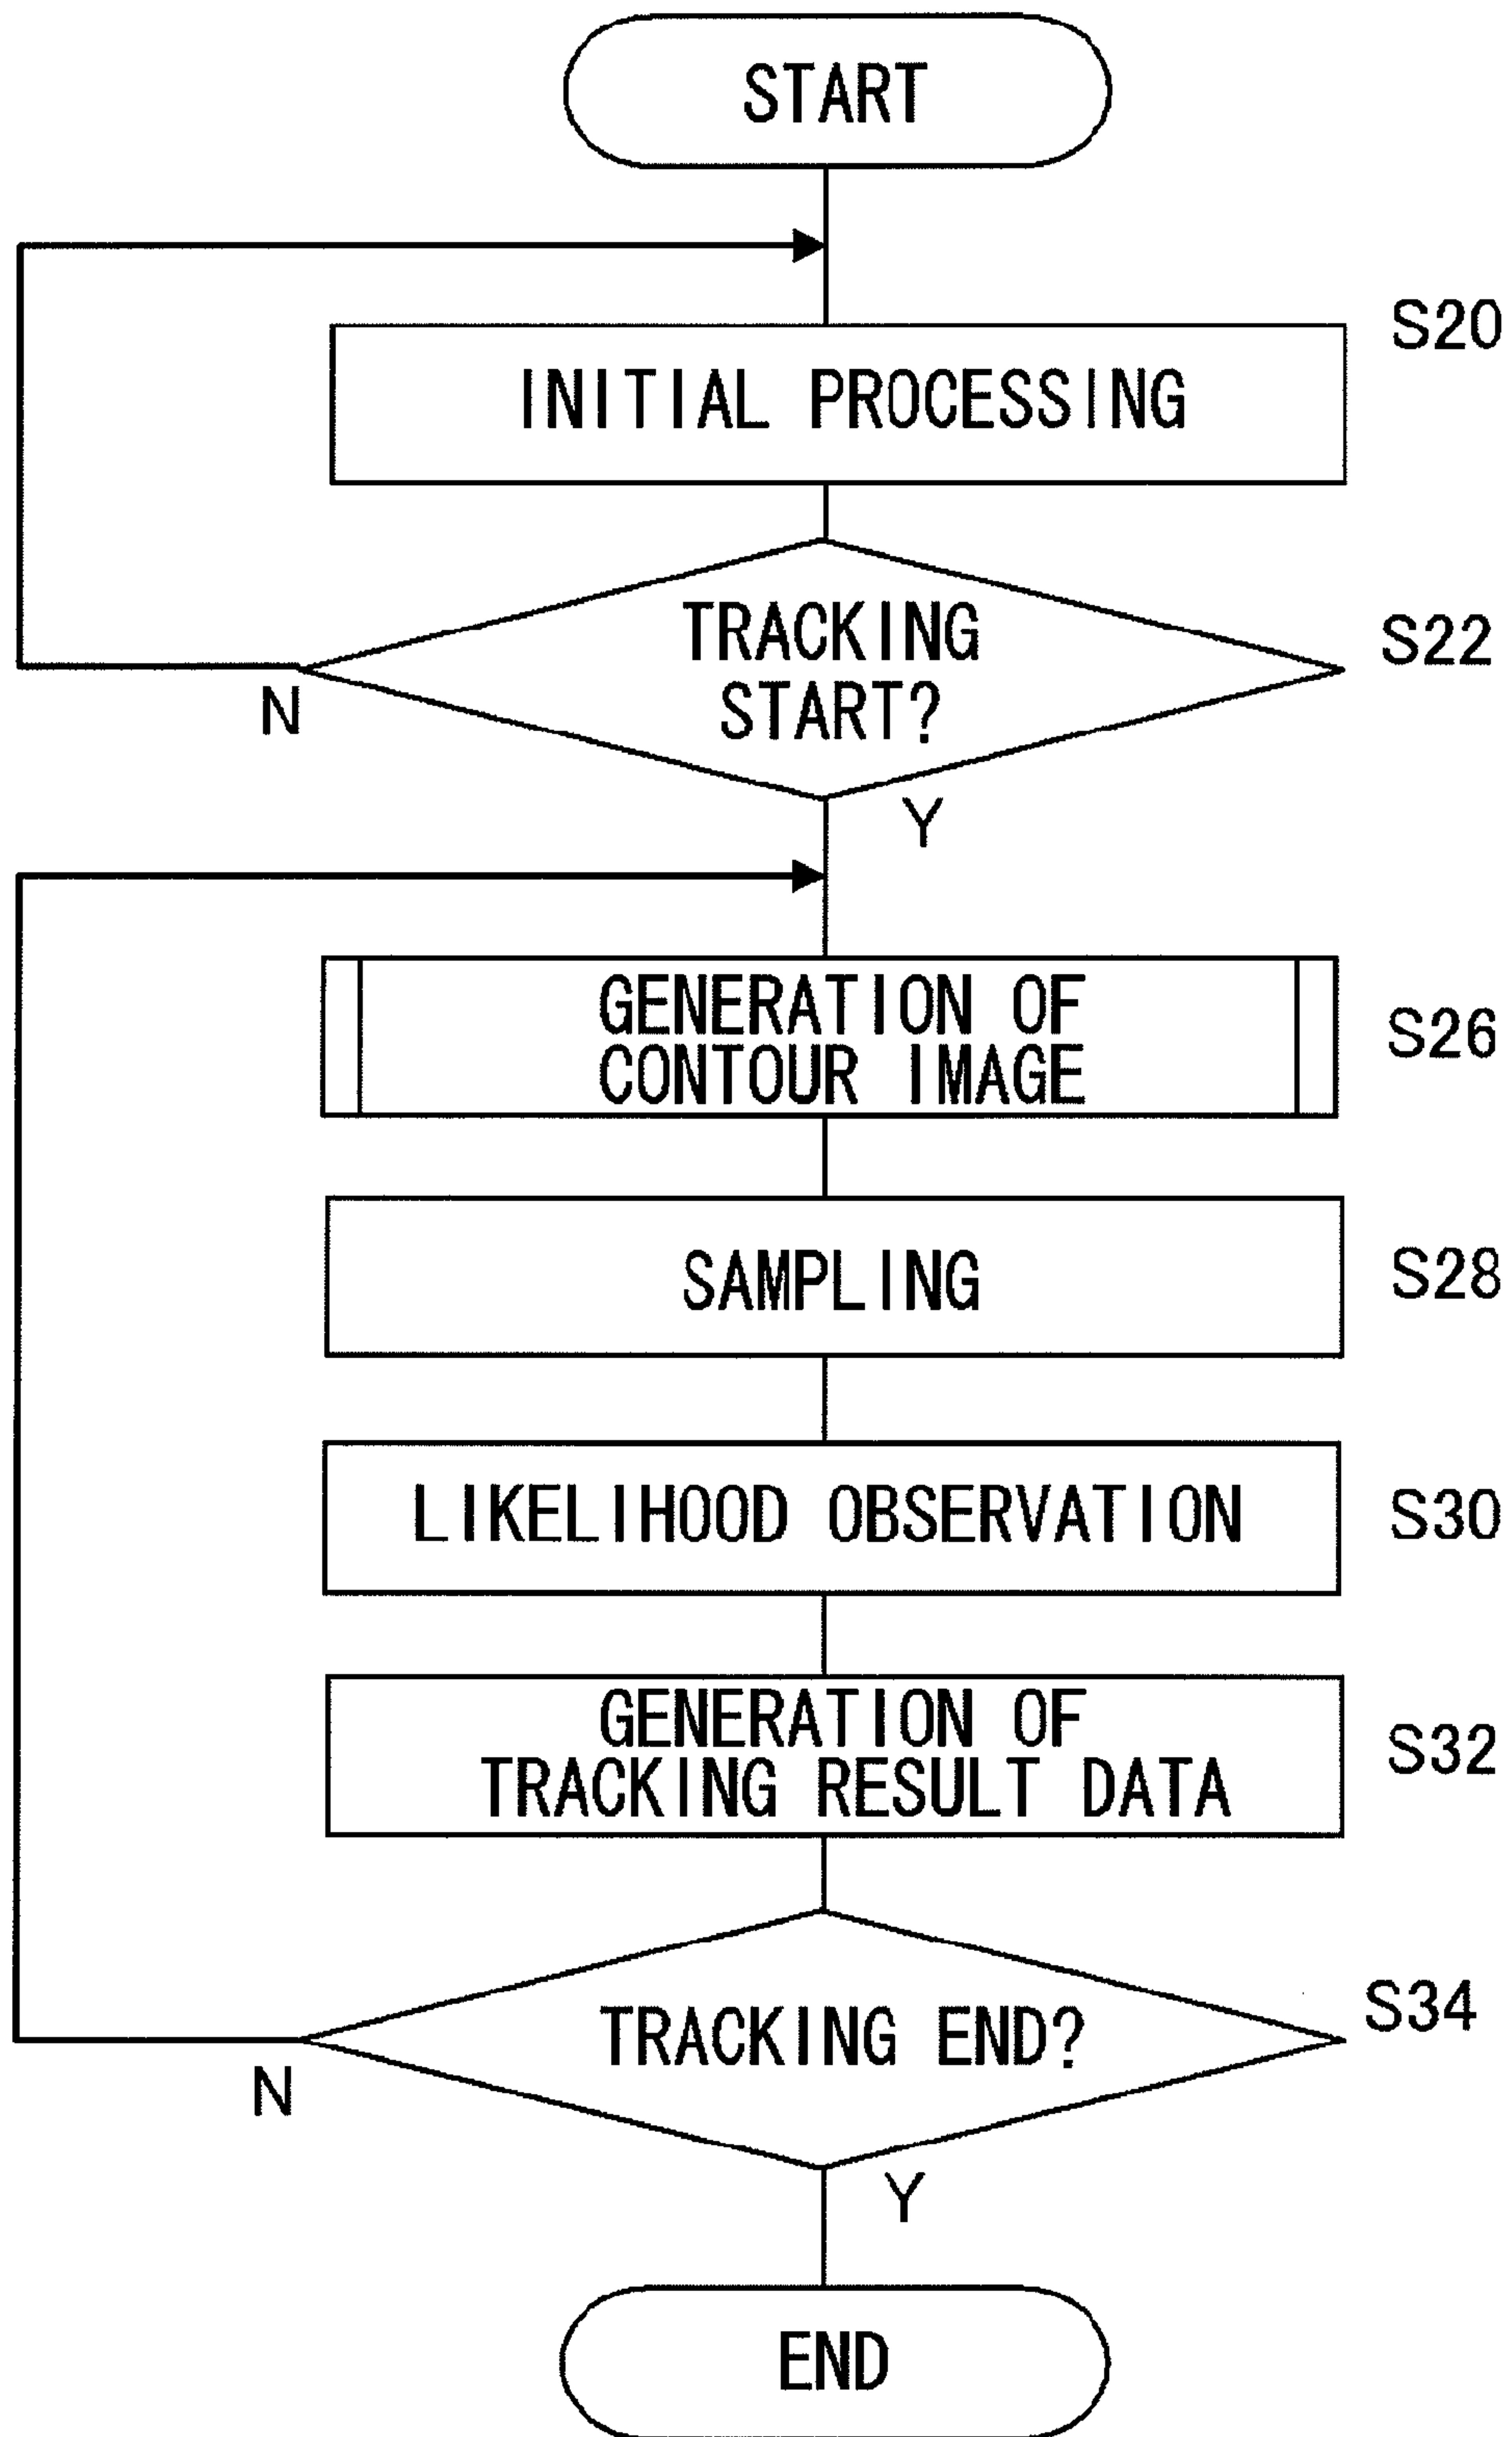 START
S20
INITIAL PROCESSING
TRACKING
START?
S22
N
Y
GENERATION OF
CONTOUR IMAGE
S26
SAMPLING
S28
LIKELIHOOD OBSERVATION
S30
GENERATION OF
TRACKING RESULT DATA
S32
TRACKING END?
S34
N
Y
END